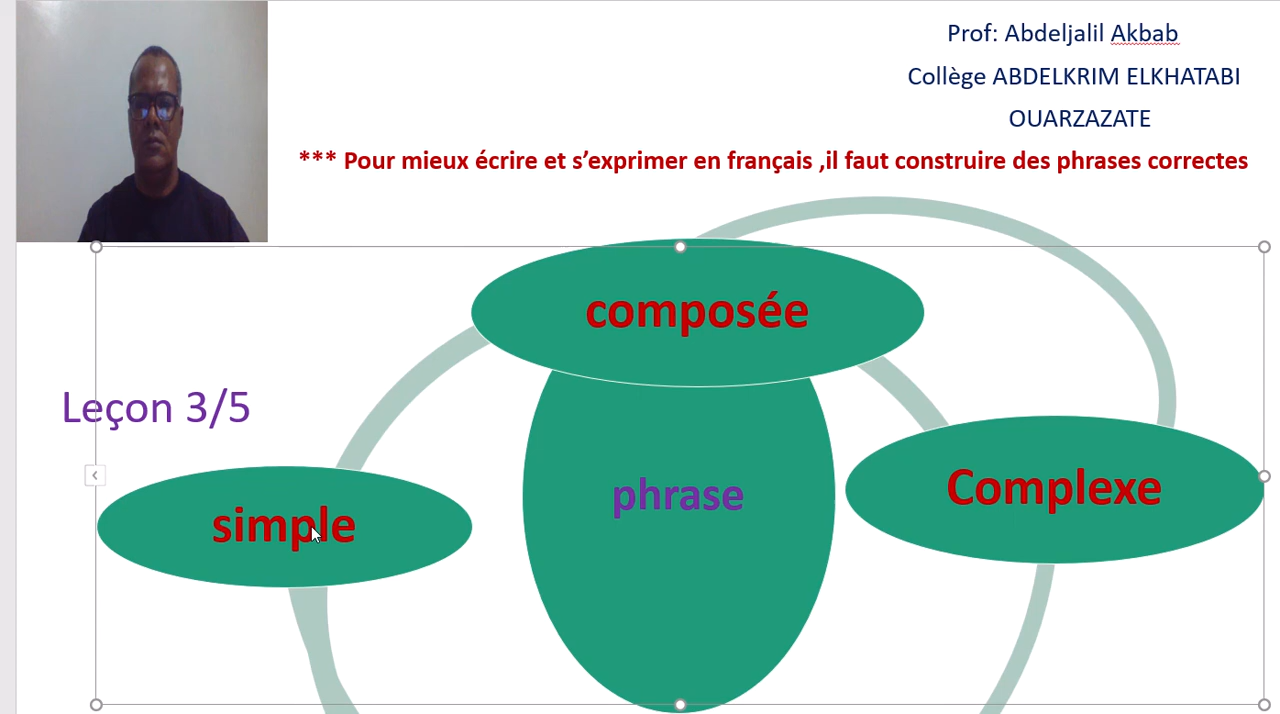 Prof: Abdeljalil Akbab
Collège ABDELKRIM ELKHATABI
OUARZAZATE
*** Pour mieux écrire et s’exprimer en français ,il faut construire des phrases correctes
composée
Leçon 3/5
phrase
Complexe
simple